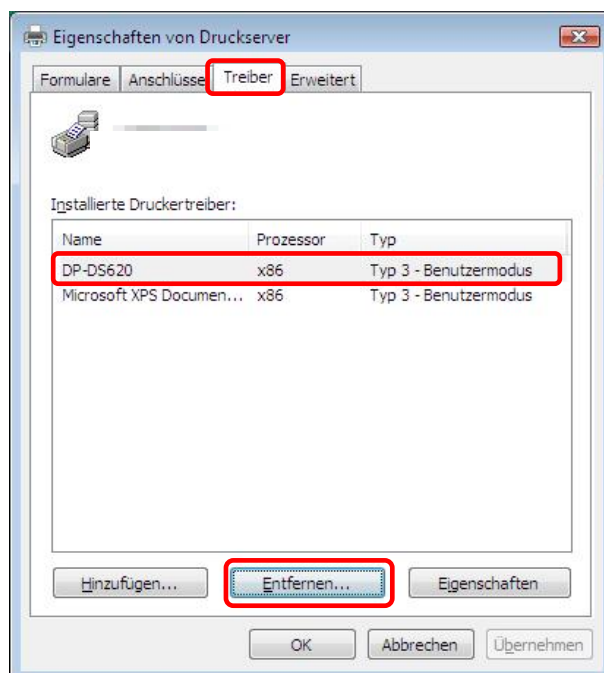 Eigenschaften von Druckserver
Formulare Anschlüsse Treiber Erweitert
Installierte Druckertreiber:
Name Prozessor Typ
DP-DS620 x86 Typ 3 - Benutzermodus
Microsoft XPS Documen... x86 Typ 3 - Benutzermodus
Hinzufügen... Entfernen... Eigenschaften
OK Abbrechen Übernehmen